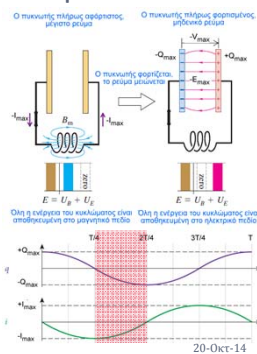 Ο πυκνωτής πλήρως αφόρτιστος,
μέγιστο ρεύμα
Ο πυκνωτής πλήρως φορτισμένος,
μηδενικό ρεύμα
Ο πυκνωτής φορτίζεται,
το ρεύμα μειώνεται
-V_max
-Q_max
+Q_max
-E_max
-I_max
B_m
-I_max
zero
zero
E = U_B + U_E
E = U_B + U_E
Όλη η ενέργεια του κυκλώματος είναι
αποθηκευμένη στο μαγνητικό πεδίο
Όλη η ενέργεια του κυκλώματος είναι
αποθηκευμένη στο ηλεκτρικό πεδίο
T/4
2T/4
3T/4
T
+Q_max
q
-Q_max
+I_max
i
-I_max
20-Οκτ-14